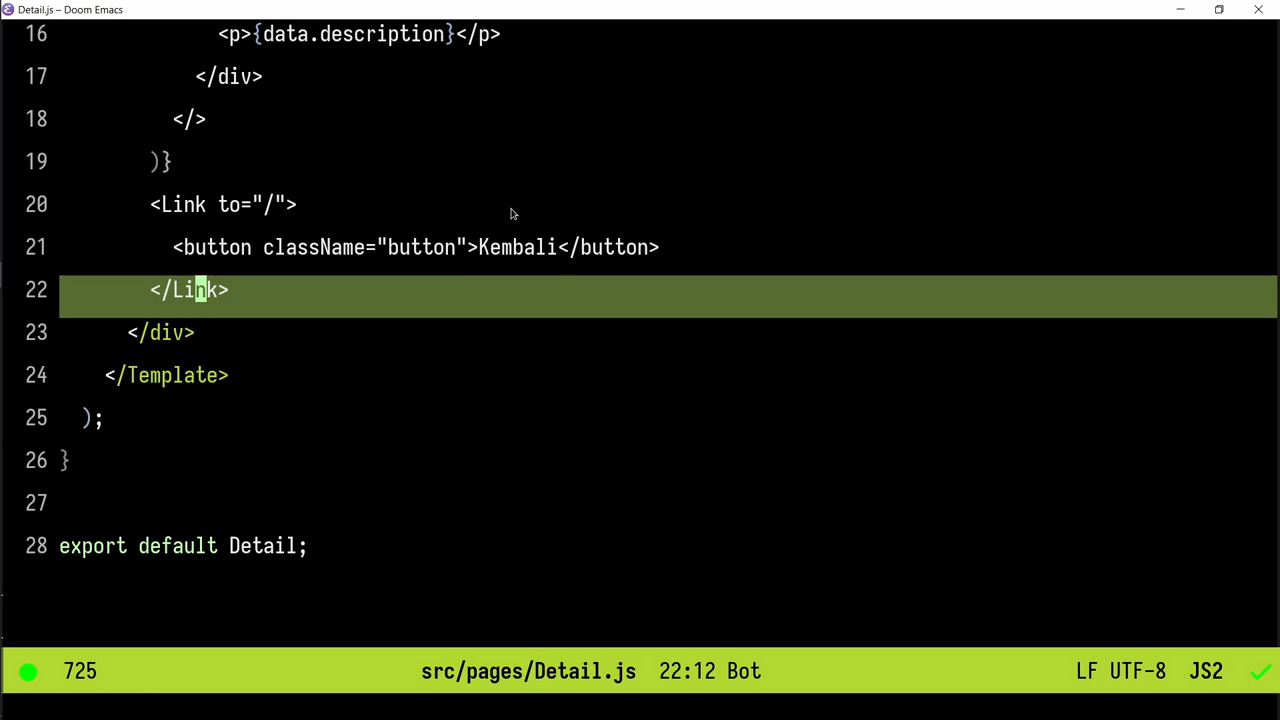 Detail.js – Doom Emacs
16 <p>{data.description}</p>
17 </div>
18 </>
19 )}
20 <Link to="/">
21 <button className="button">Kembali</button>
22 </Link>
23 </div>
24 </Template>
25 );
26 }
27
28 export default Detail;
725 src/pages/Detail.js 22:12 Bot LF UTF-8 JS2